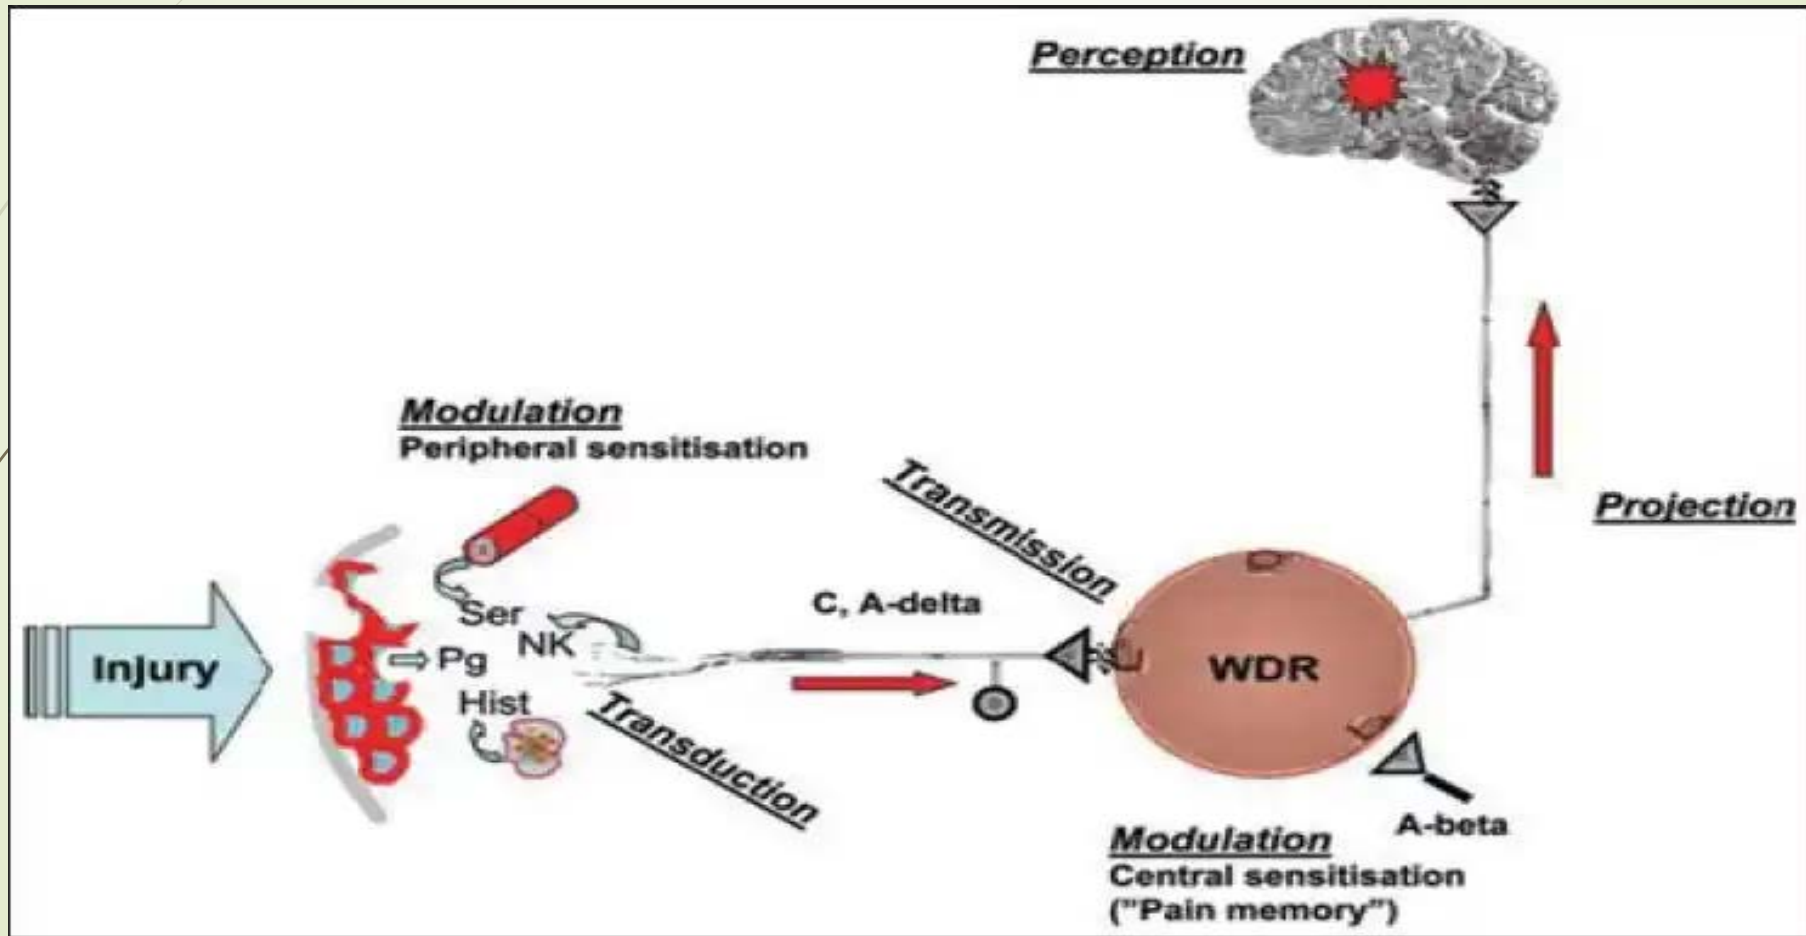 Perception
Projection
Modulation
Peripheral sensitisation
Transmission
C, A-delta
Injury
Ser
NK
Pg
Hist
Transduction
WDR
A-beta
Modulation
Central sensitisation
("Pain memory")